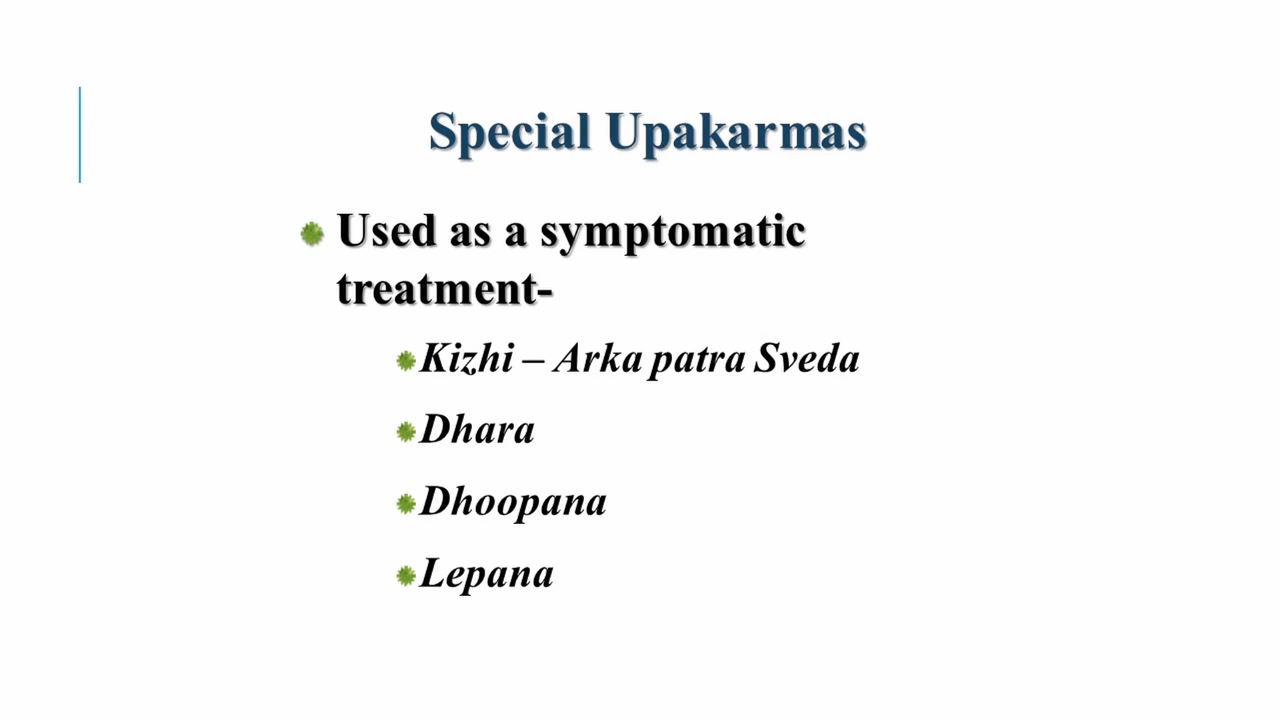 Special Upakarmas
Used as a symptomatic
treatment-
Kizhi – Arka patra Sveda
Dhara
Dhoopana
Lepana